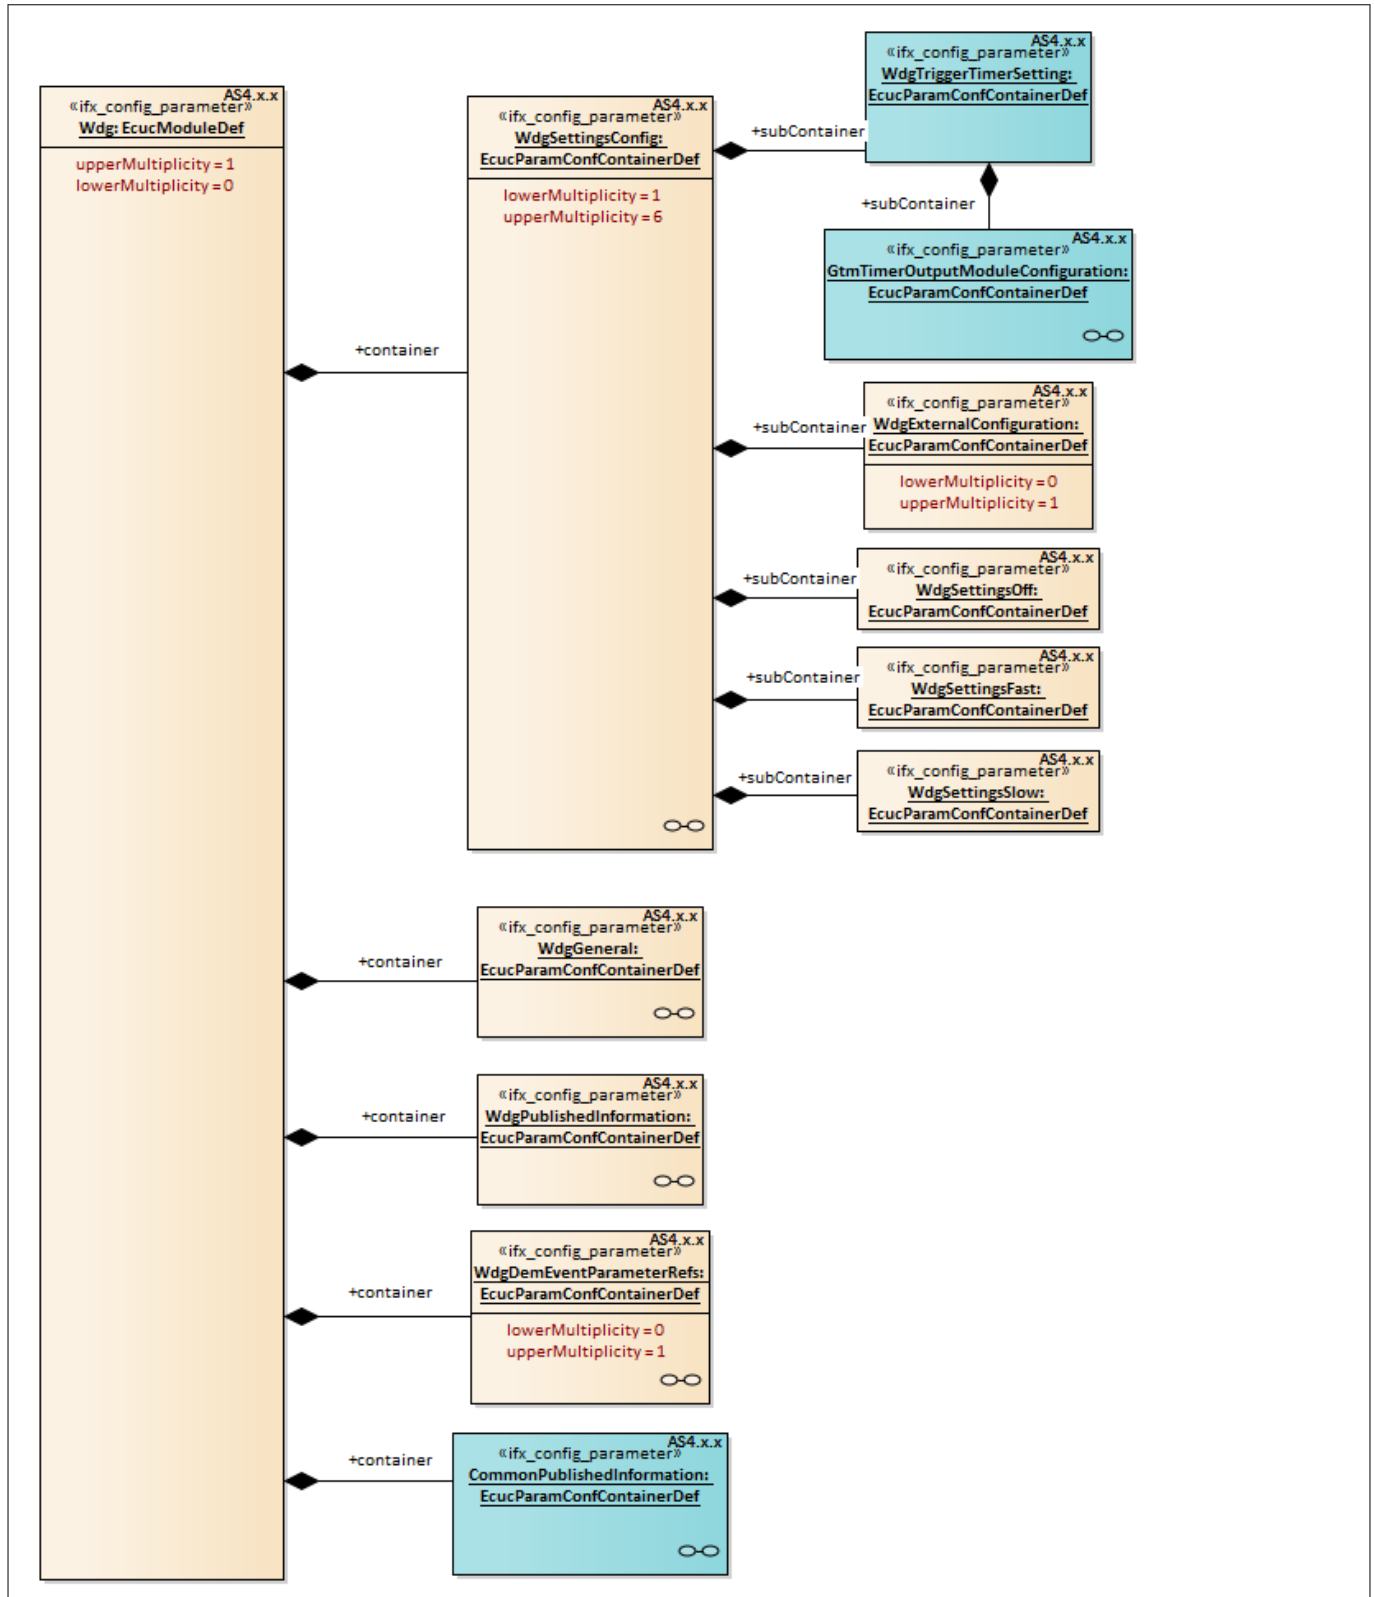 AS4.x.x
«ifx_config_parameter»
Wdg: EcucModuleDef
upperMultiplicity = 1
lowerMultiplicity = 0
+container
AS4.x.x
«ifx_config_parameter»
WdgSettingsConfig:
EcucParamConfContainerDef
lowerMultiplicity = 1
upperMultiplicity = 6
+subContainer
AS4.x.x
«ifx_config_parameter»
WdgTriggerTimerSetting:
EcucParamConfContainerDef
+subContainer
AS4.x.x
«ifx_config_parameter»
GtmTimerOutputModuleConfiguration:
EcucParamConfContainerDef
+subContainer
AS4.x.x
«ifx_config_parameter»
WdgExternalConfiguration:
EcucParamConfContainerDef
lowerMultiplicity = 0
upperMultiplicity = 1
+subContainer
AS4.x.x
«ifx_config_parameter»
WdgSettingsOff:
EcucParamConfContainerDef
+subContainer
AS4.x.x
«ifx_config_parameter»
WdgSettingsFast:
EcucParamConfContainerDef
+subContainer
AS4.x.x
«ifx_config_parameter»
WdgSettingsSlow:
EcucParamConfContainerDef
+container
AS4.x.x
«ifx_config_parameter»
WdgGeneral:
EcucParamConfContainerDef
+container
AS4.x.x
«ifx_config_parameter»
WdgPublishedInformation:
EcucParamConfContainerDef
+container
AS4.x.x
«ifx_config_parameter»
WdgDemEventParameterRefs:
EcucParamConfContainerDef
lowerMultiplicity = 0
upperMultiplicity = 1
+container
AS4.x.x
«ifx_config_parameter»
CommonPublishedInformation:
EcucParamConfContainerDef